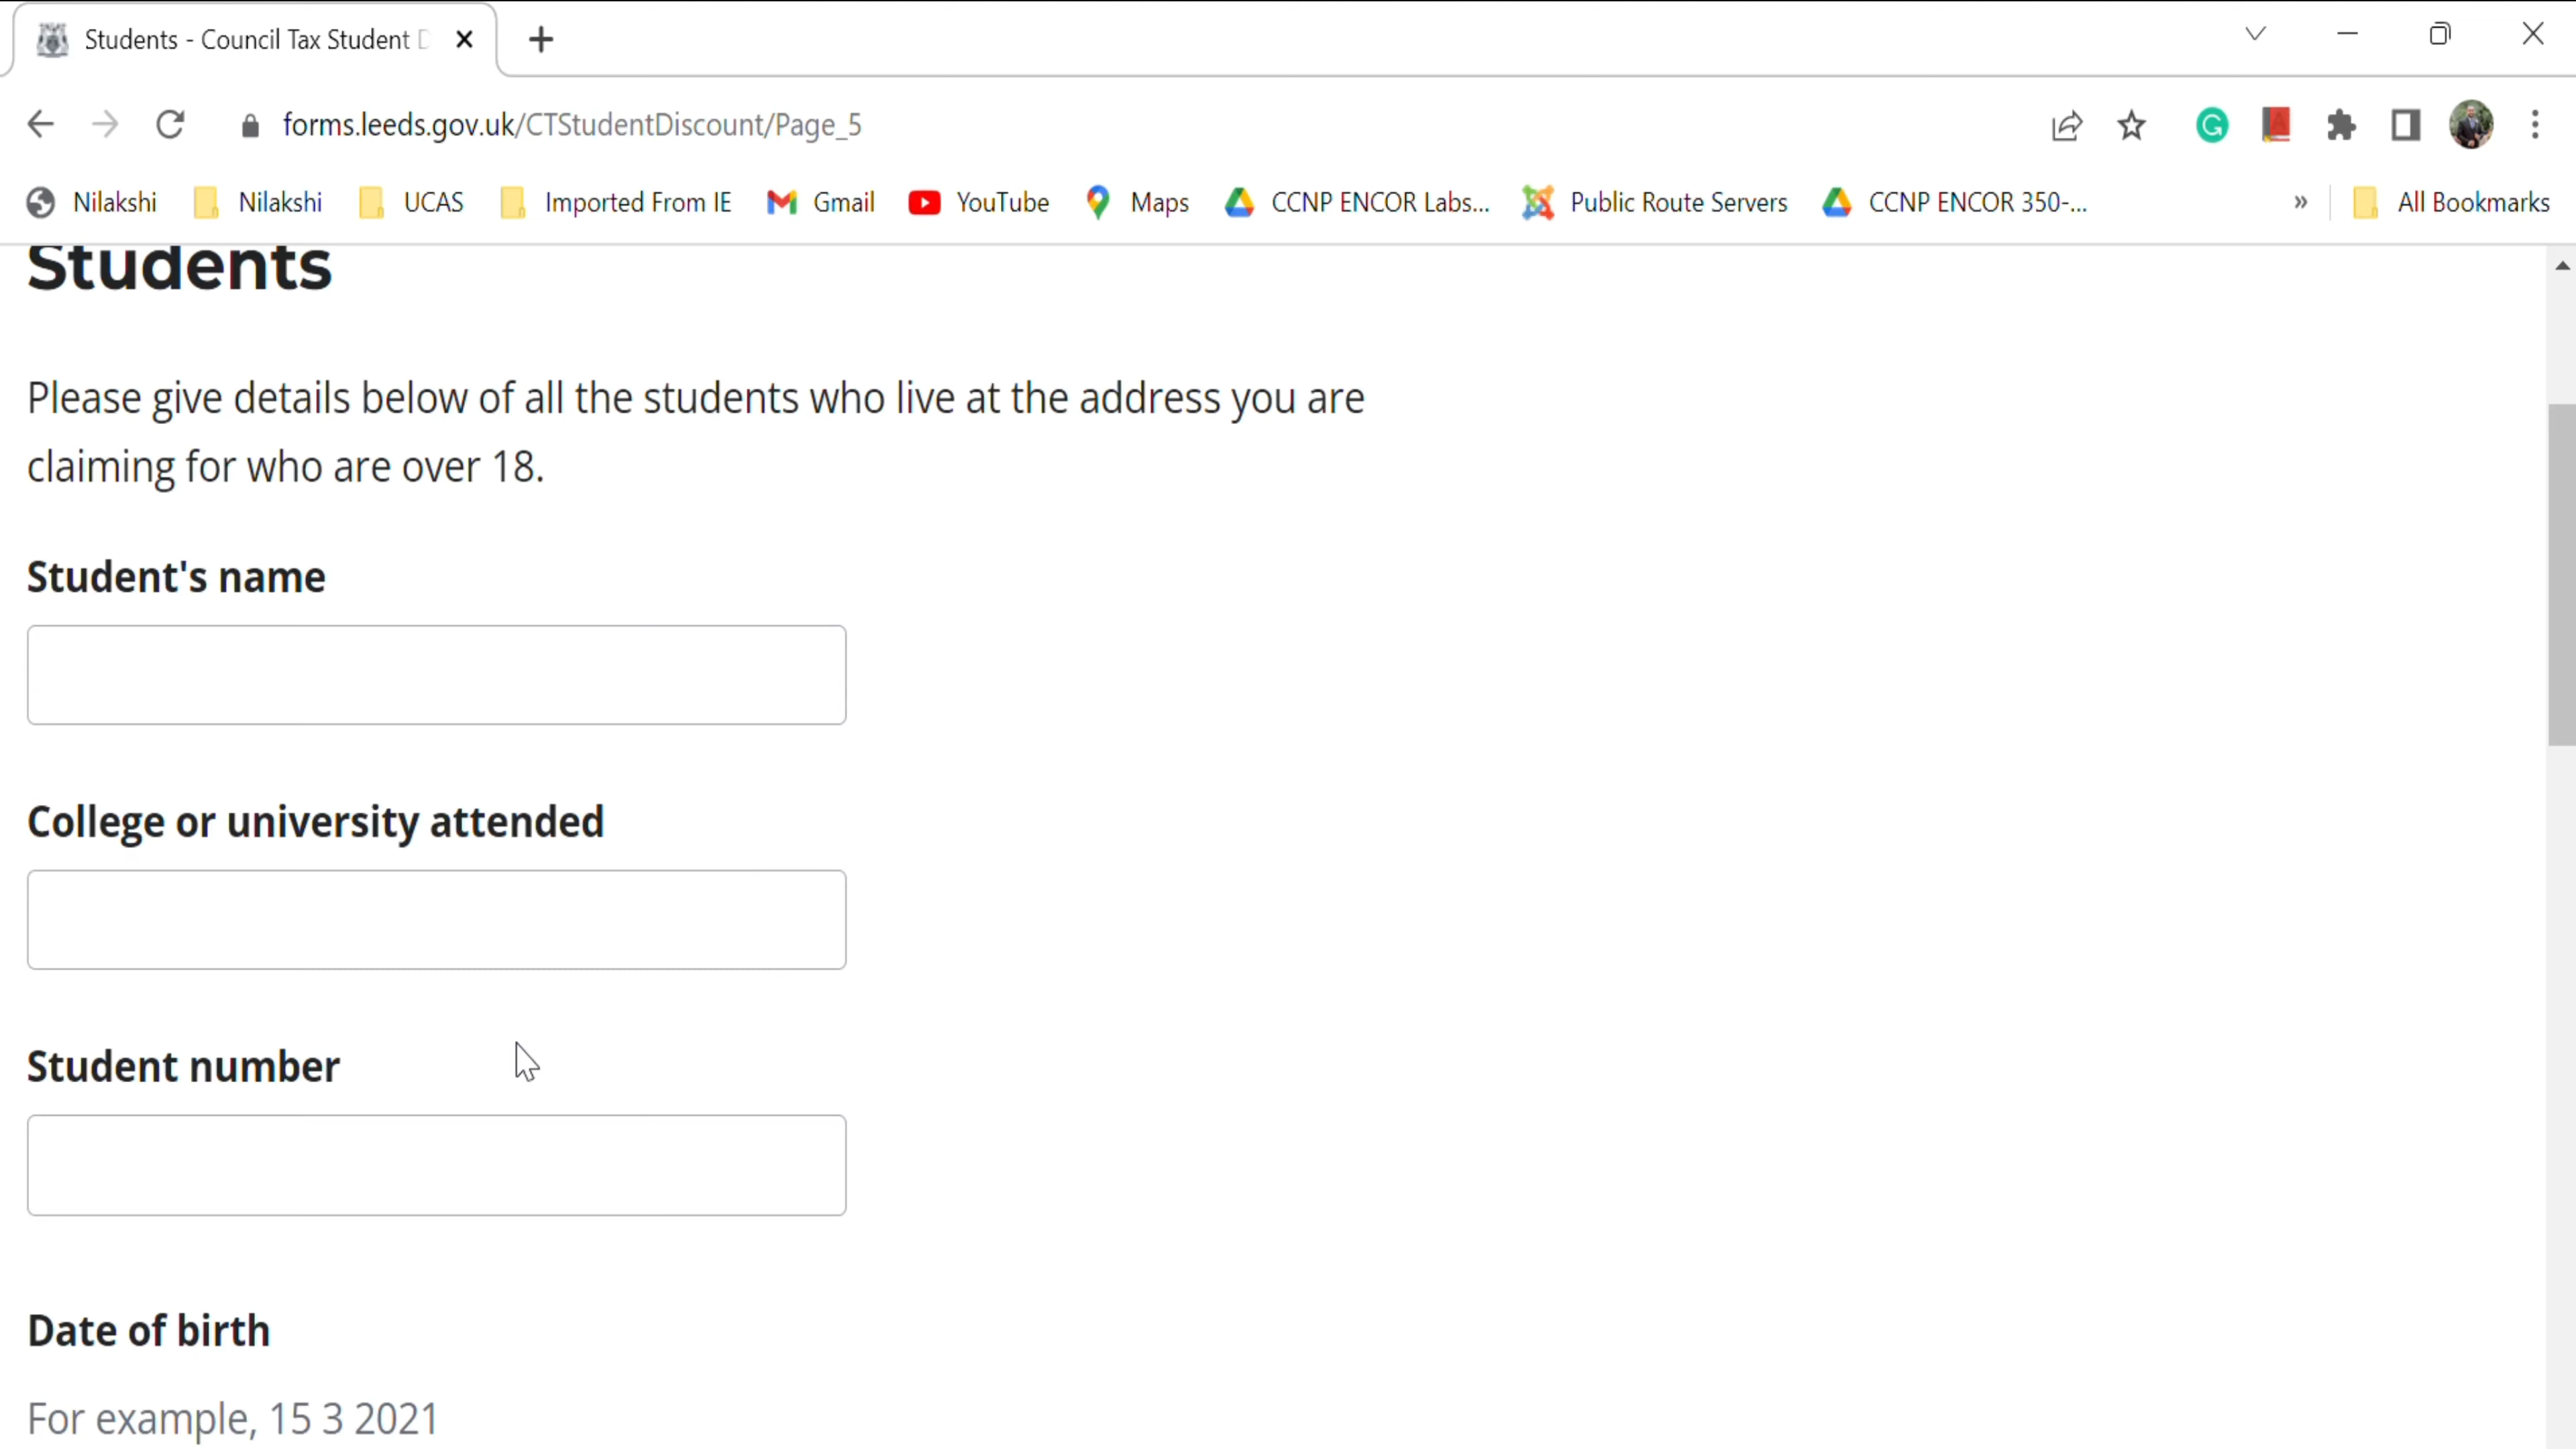 Students - Council Tax Student D
forms.leeds.gov.uk/CTStudentDiscount/Page_5
Nilakshi Nilakshi UCAS Imported From IE Gmail YouTube Maps CCNP ENCOR Labs... Public Route Servers CCNP ENCOR 350-... » All Bookmarks
Students
Please give details below of all the students who live at the address you are
claiming for who are over 18.
Student's name
College or university attended
Student number
Date of birth
For example, 15 3 2021